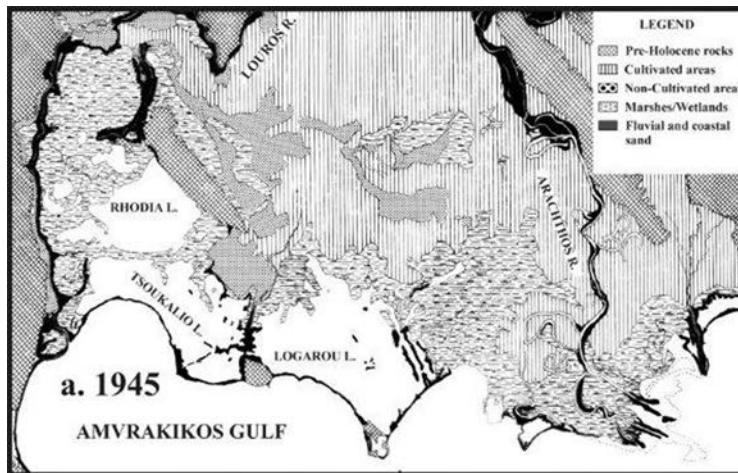 LEGEND
Pre-Holocene rocks
Cultivated areas
Non-Cultivated area
Marshes/Wetlands
Fluvial and coastal
sand
LOUROS R.
ARACHTHOS R.
RHODIA L.
TSOUKALIO L.
LOGAROU L.
a. 1945
AMVRAKIKOS GULF